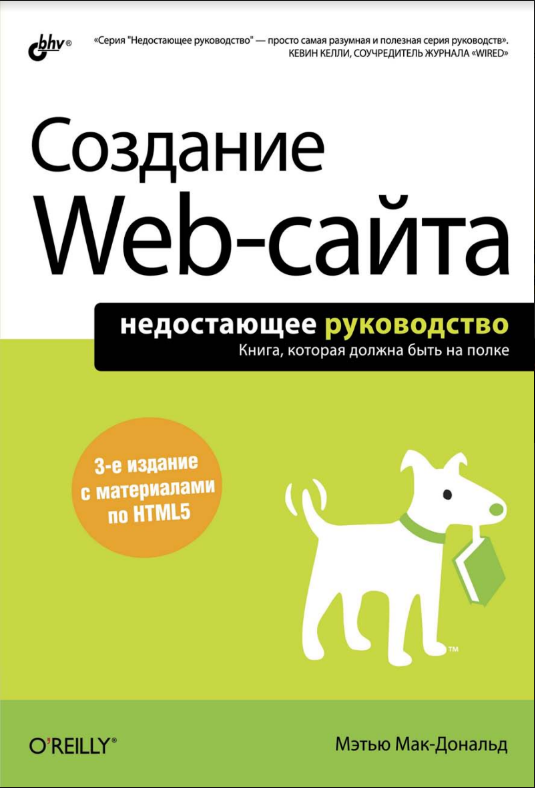 bhv®
«Серия "Недостающее руководство" — просто самая разумная и полезная серия руководств».
КЕВИН КЕЛЛИ, СОУЧРЕДИТЕЛЬ ЖУРНАЛА «WIRED»
Создание
Web-сайта
недостающее руководство
Книга, которая должна быть на полке
3-е издание
с материалами
по HTML5
TM
O'REILLY®
Мэтью Мак-Дональд